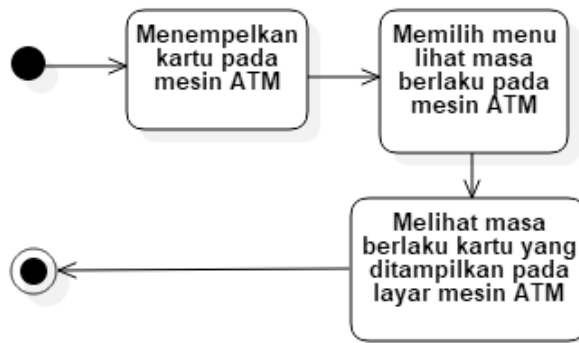 Menempelkan
kartu pada
mesin ATM
Memilih menu
lihat masa
berlaku pada
mesin ATM
Melihat masa
berlaku kartu yang
ditampilkan pada
layar mesin ATM